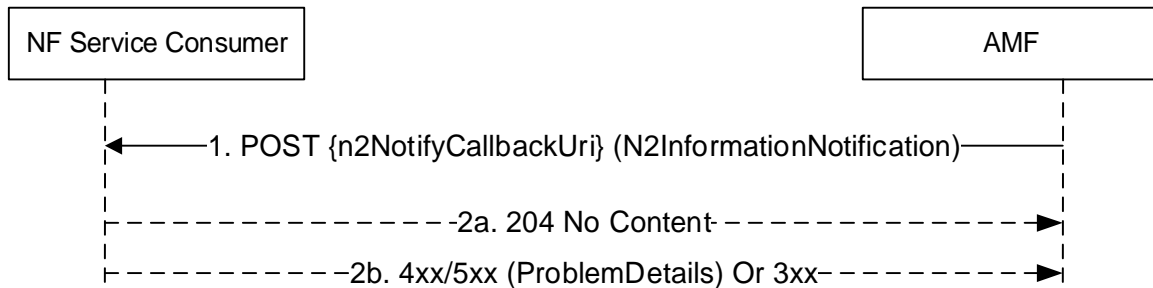 NF Service Consumer
AMF
1. POST {n2NotifyCallbackUri} (N2InformationNotification)
2a. 204 No Content
2b. 4xx/5xx (ProblemDetails) Or 3xx